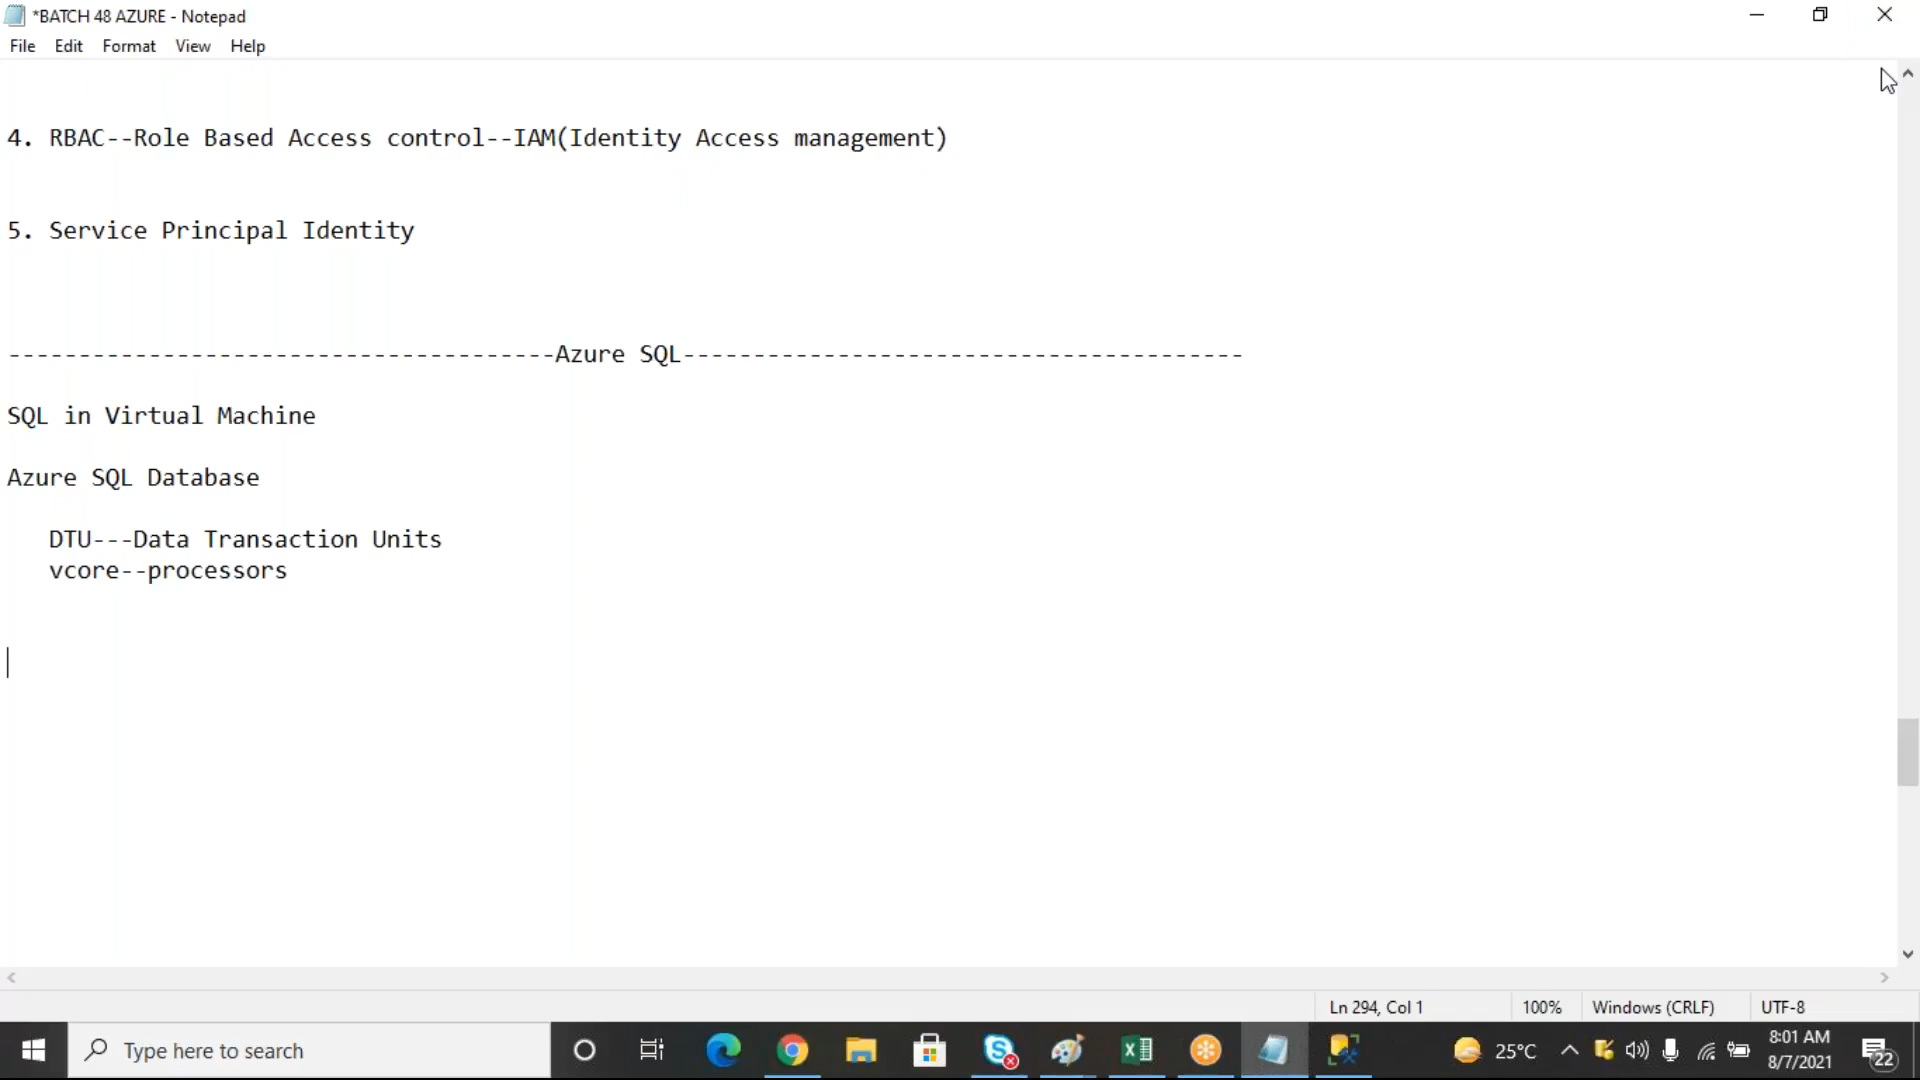 *BATCH 48 AZURE - Notepad
File Edit Format View Help
4. RBAC--Role Based Access control--IAM(Identity Access management)
5. Service Principal Identity
---------------------------------------Azure SQL----------------------------------------
SQL in Virtual Machine
Azure SQL Database
DTU---Data Transaction Units
vcore--processors
Ln 294, Col 1 100% Windows (CRLF) UTF-8
Type here to search
25°C
8:01 AM
8/7/2021
22